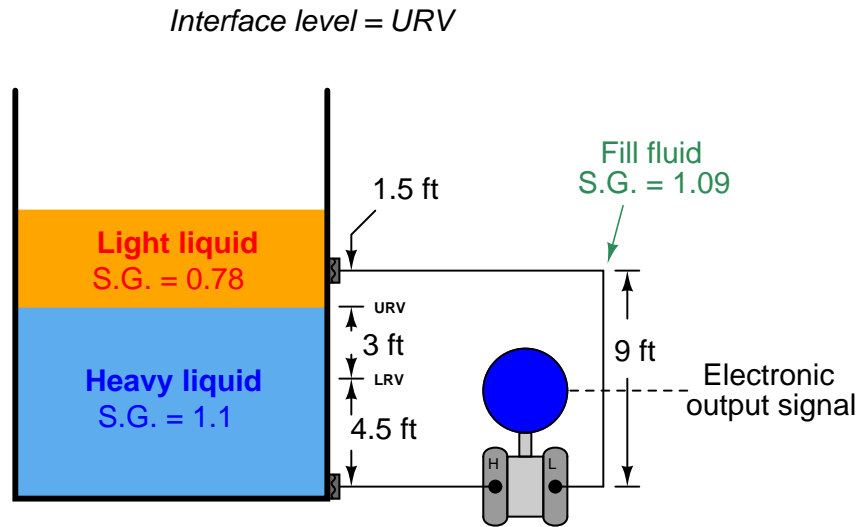 Interface level = URV
Fill fluid
S.G. = 1.09
1.5 ft
Light liquid
S.G. = 0.78
URV
3 ft
9 ft
LRV
Heavy liquid
S.G. = 1.1
Electronic
output signal
4.5 ft
H
L